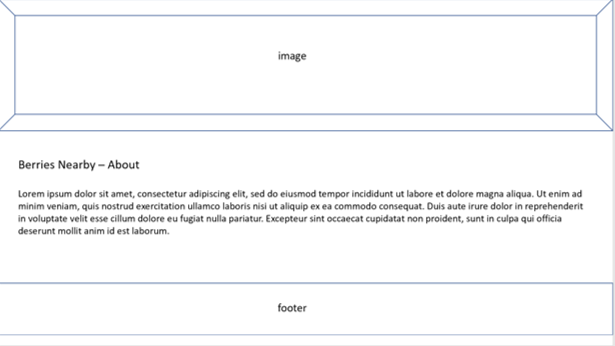 image
Berries Nearby – About
Lorem ipsum dolor sit amet, consectetur adipiscing elit, sed do eiusmod tempor incididunt ut labore et dolore magna aliqua. Ut enim ad
minim veniam, quis nostrud exercitation ullamco laboris nisi ut aliquip ex ea commodo consequat. Duis aute irure dolor in reprehenderit
in voluptate velit esse cillum dolore eu fugiat nulla pariatur. Excepteur sint occaecat cupidatat non proident, sunt in culpa qui officia
deserunt mollit anim id est laborum.
footer